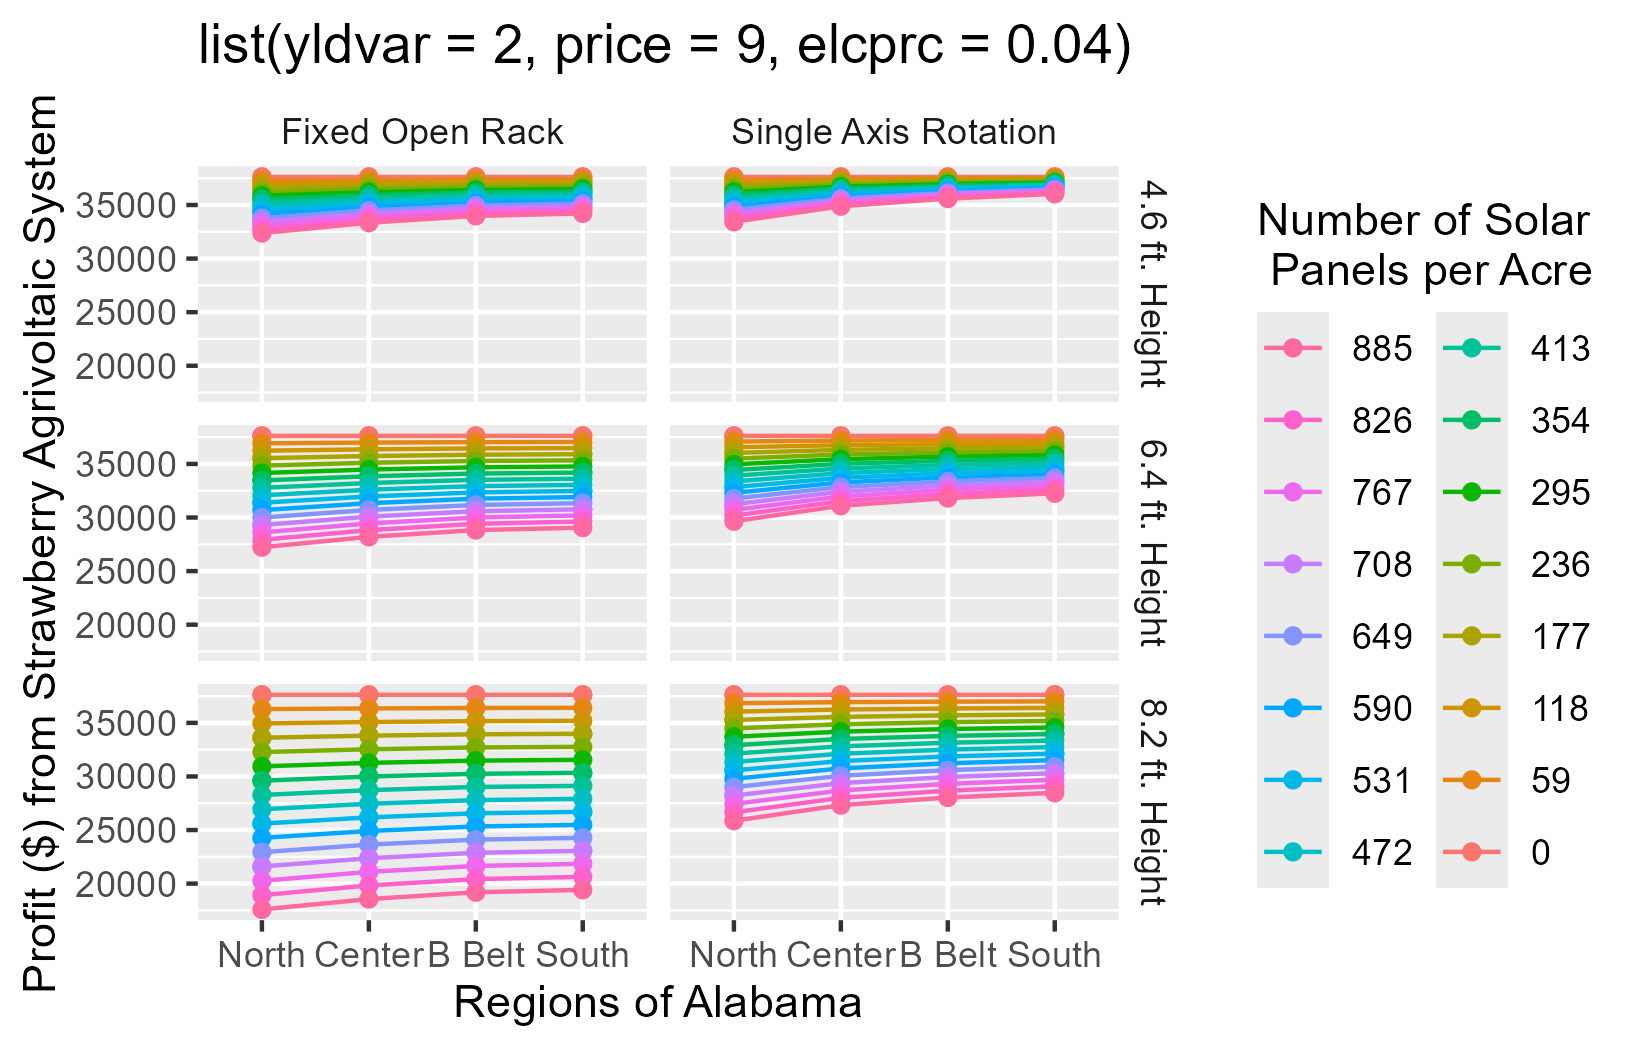 list(yldvar = 2, price = 9, elcprc = 0.04)
Profit ($) from Strawberry Agrivoltaic System
Fixed Open Rack
Single Axis Rotation
35000
30000
25000
20000
4.6 ft. Height
35000
30000
25000
20000
6.4 ft. Height
35000
30000
25000
20000
8.2 ft. Height
North Center B Belt South
North Center B Belt South
Regions of Alabama
Number of Solar
Panels per Acre
885 413
826 354
767 295
708 236
649 177
590 118
531 59
472 0